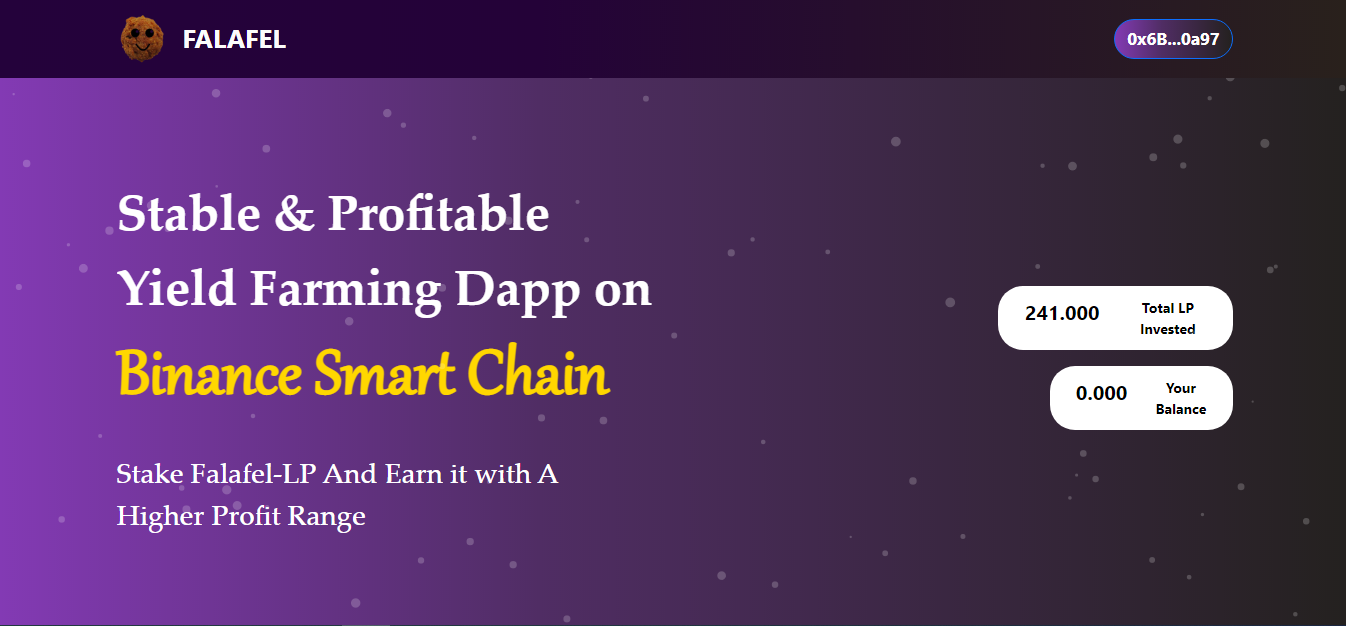 FALAFEL
0x6B...0a97
Stable & Profitable
Yield Farming Dapp on
Binance Smart Chain
Stake Falafel-LP And Earn it with A
Higher Profit Range
241.000
Total LP
Invested
0.000
Your
Balance